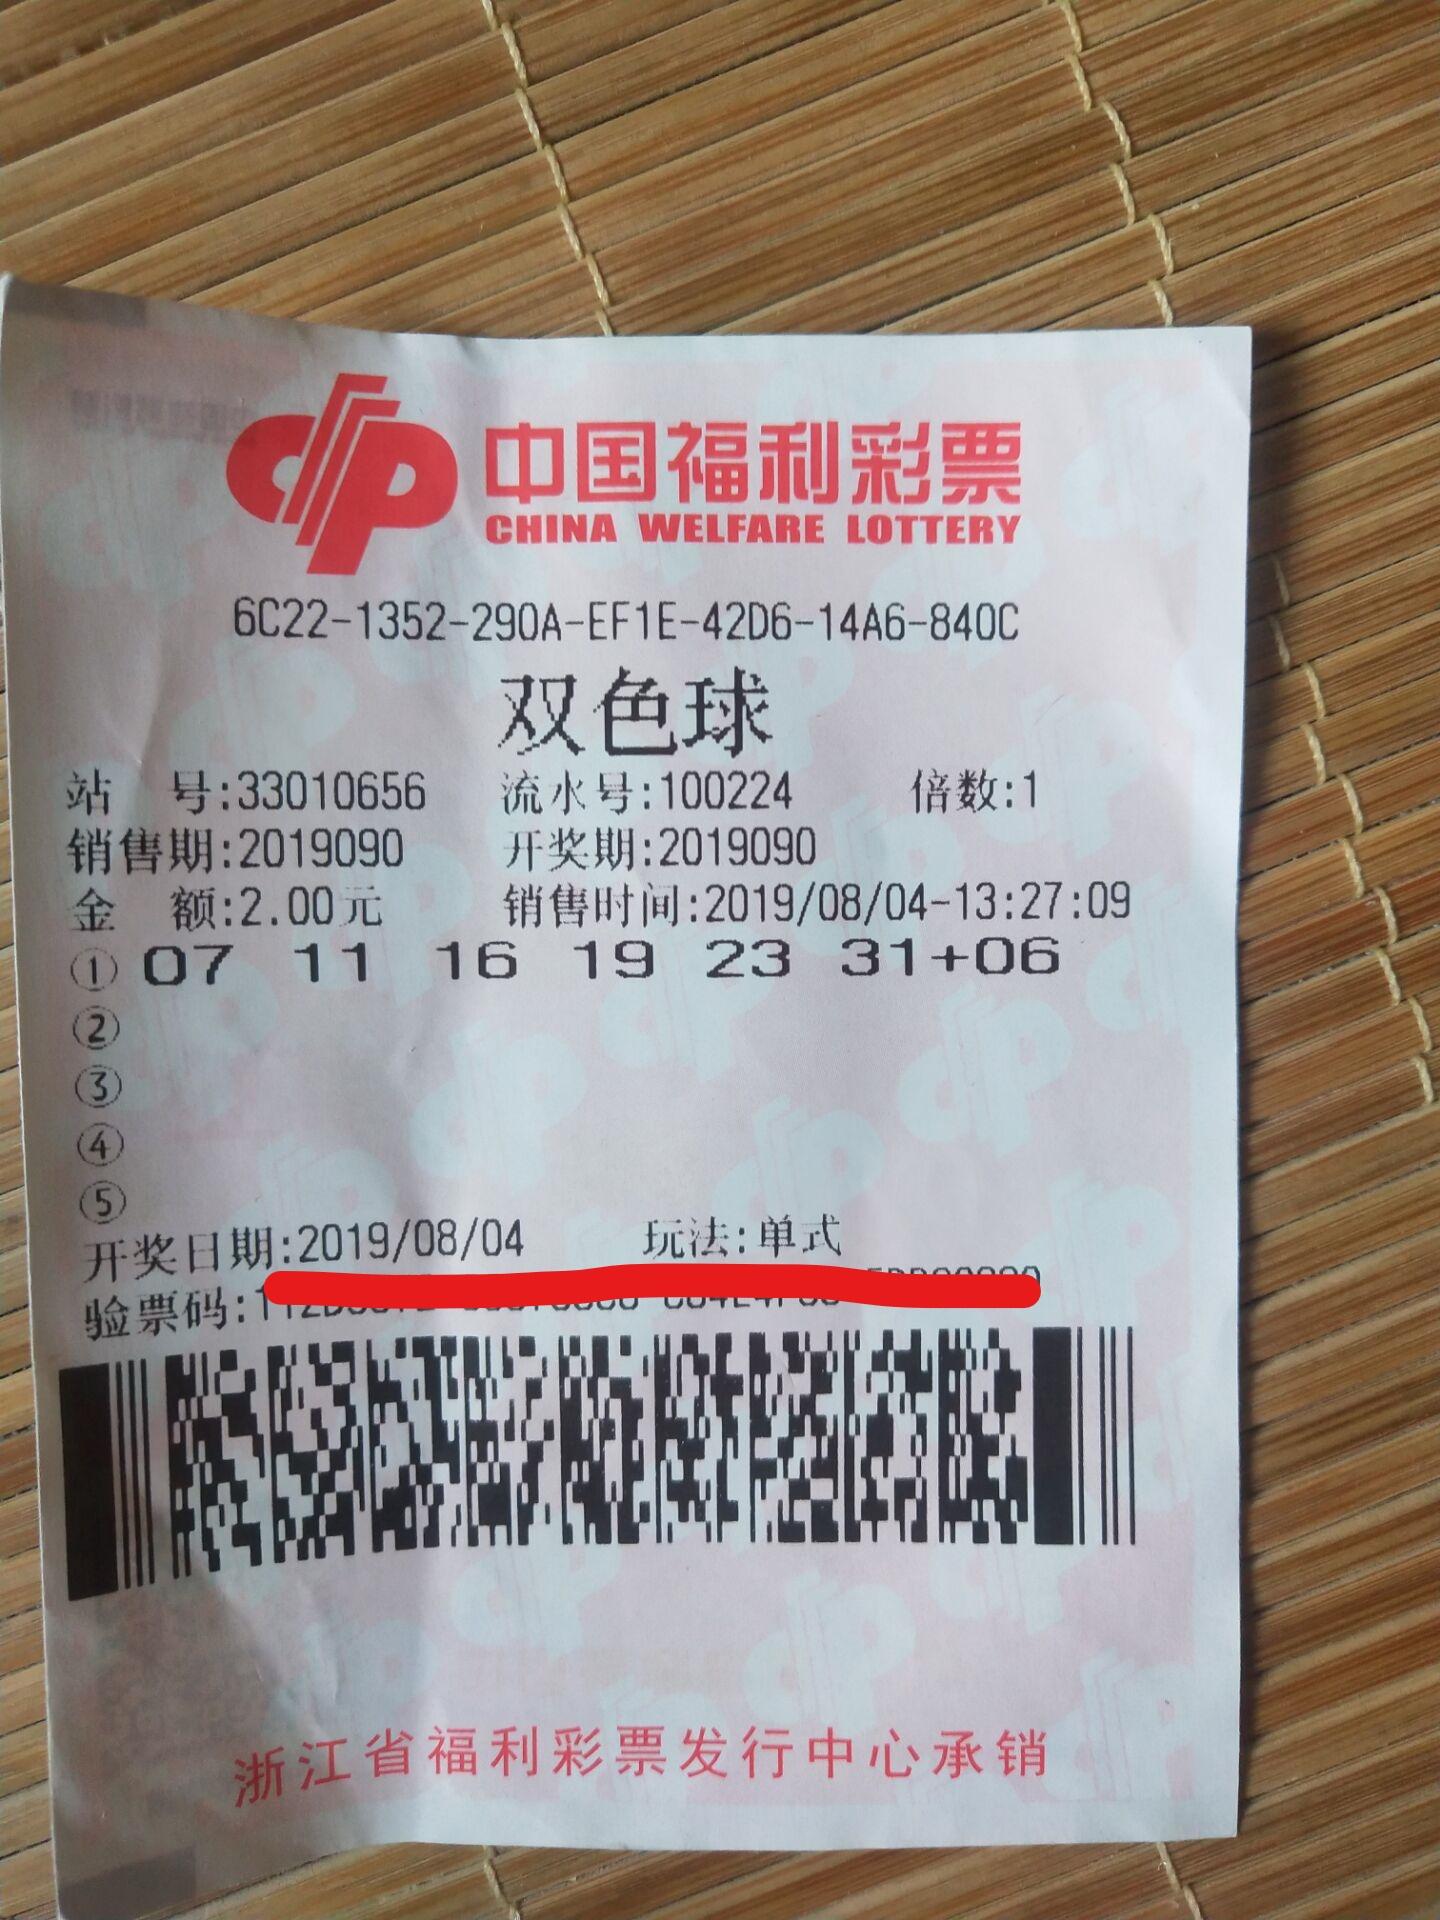 中国福利彩票
CHINA WELFARE LOTTERY
6C22-1352-290A-EF1E-42D6-14A6-840C
双色球
站 号:33010656 流水号:100224 倍数:1
销售期:2019090 开奖期:2019090
金 额:2.00元 销售时间:2019/08/04-13:27:09
① 07 11 16 19 23 31+06
②
③
④
⑤
开奖日期:2019/08/04 玩法:单式
验票码:
浙江省福利彩票发行中心承销